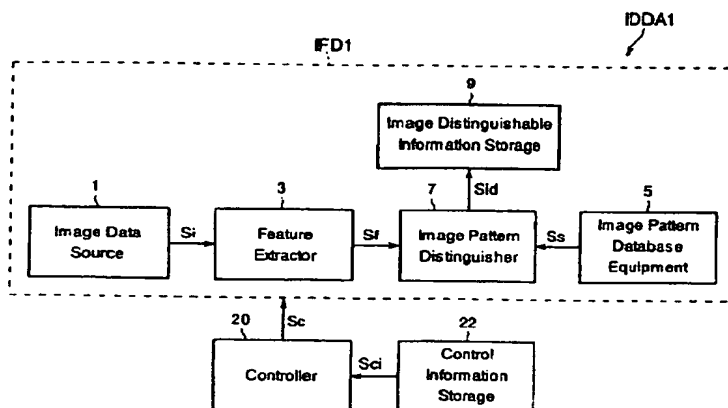 IDDA1
IFD1
9
Image Distinguishable
Information Storage
Sid
1
Image Data
Source
Si
3
Feature
Extractor
Sf
7
Image Pattern
Distinguisher
Ss
5
Image Pattern
Database
Equipment
Sc
20
Controller
Sci
22
Control
Information
Storage